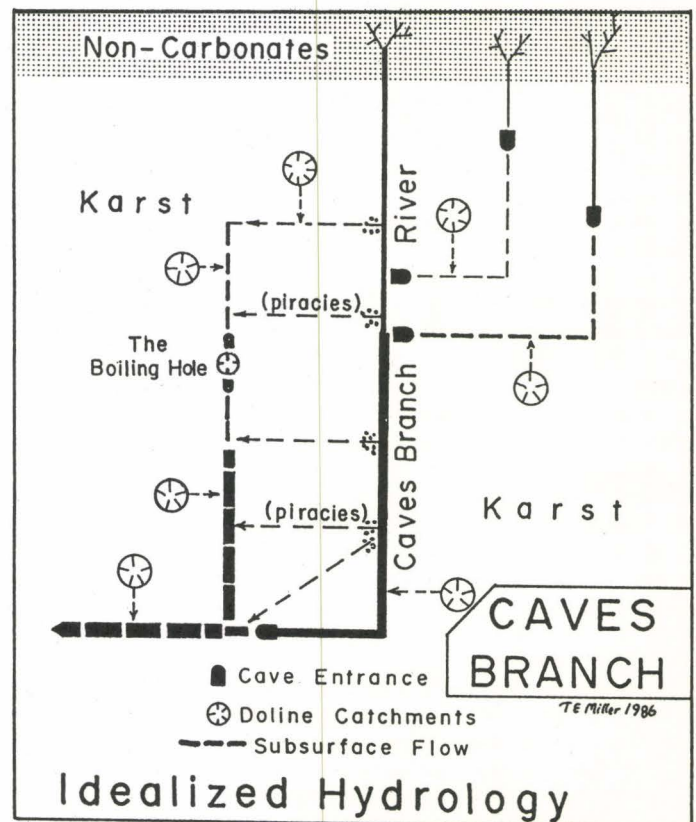 Non-Carbonates
Karst
River
(piracies)
The
Boiling Hole
Caves Branch
(piracies)
Karst
CAVES
BRANCH
TE Miller 1986
Cave Entrance
Doline Catchments
Subsurface Flow
Idealized Hydrology